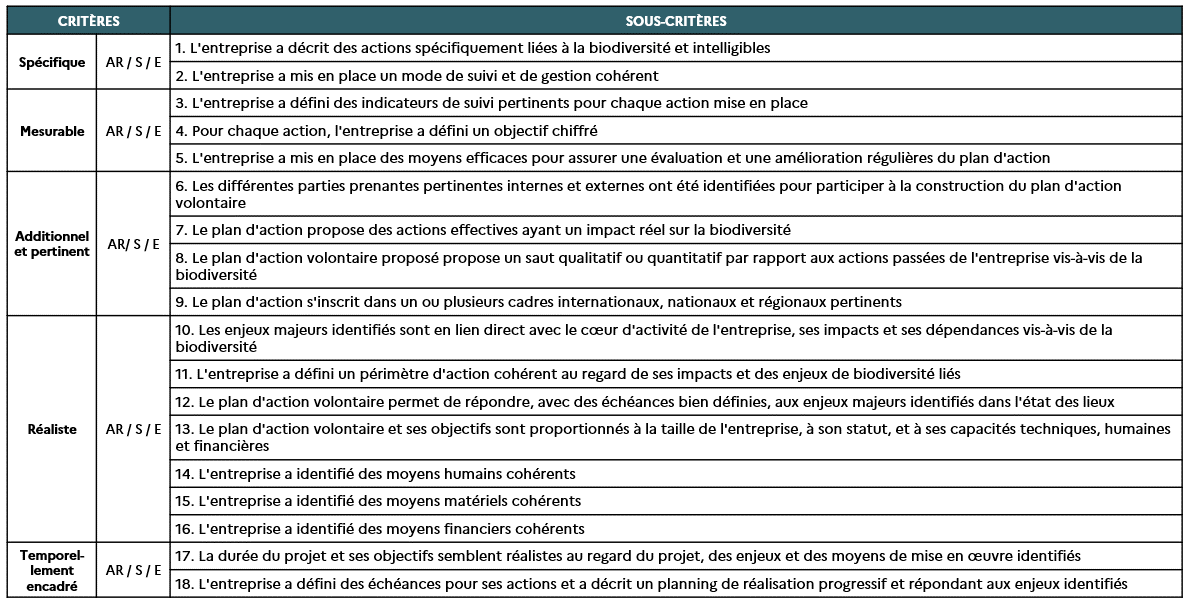 CRITÈRES
SOUS-CRITÈRES
Spécifique
AR / S / E
1. L'entreprise a décrit des actions spécifiquement liées à la biodiversité et intelligibles
2. L'entreprise a mis en place un mode de suivi et de gestion cohérent
Mesurable
AR / S / E
3. L'entreprise a défini des indicateurs de suivi pertinents pour chaque action mise en place
4. Pour chaque action, l'entreprise a défini un objectif chiffré
5. L'entreprise a mis en place des moyens efficaces pour assurer une évaluation et une amélioration régulières du plan d'action
Additionnel
et pertinent
AR/ S / E
6. Les différentes parties prenantes pertinentes internes et externes ont été identifiées pour participer à la construction du plan d'action
volontaire
7. Le plan d'action propose des actions effectives ayant un impact réel sur la biodiversité
8. Le plan d'action volontaire proposé propose un saut qualitatif ou quantitatif par rapport aux actions passées de l'entreprise vis-à-vis de la
biodiversité
9. Le plan d'action s'inscrit dans un ou plusieurs cadres internationaux, nationaux et régionaux pertinents
Réaliste
AR / S / E
10. Les enjeux majeurs identifiés sont en lien direct avec le cœur d'activité de l'entreprise, ses impacts et ses dépendances vis-à-vis de la
biodiversité
11. L'entreprise a défini un périmètre d'action cohérent au regard de ses impacts et des enjeux de biodiversité liés
12. Le plan d'action volontaire permet de répondre, avec des échéances bien définies, aux enjeux majeurs identifiés dans l'état des lieux
13. Le plan d'action volontaire et ses objectifs sont proportionnés à la taille de l'entreprise, à son statut, et à ses capacités techniques, humaines
et financières
14. L'entreprise a identifié des moyens humains cohérents
15. L'entreprise a identifié des moyens matériels cohérents
16. L'entreprise a identifié des moyens financiers cohérents
Temporel-
lement
encadré
AR / S / E
17. La durée du projet et ses objectifs semblent réalistes au regard du projet, des enjeux et des moyens de mise en œuvre identifiés
18. L'entreprise a défini des échéances pour ses actions et a décrit un planning de réalisation progressif et répondant aux enjeux identifiés